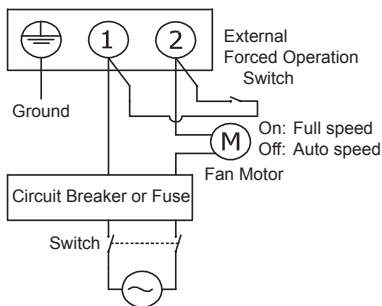 1
2
External
Forced Operation
Switch
Ground
M
On: Full speed
Off: Auto speed
Fan Motor
Circuit Breaker or Fuse
Switch